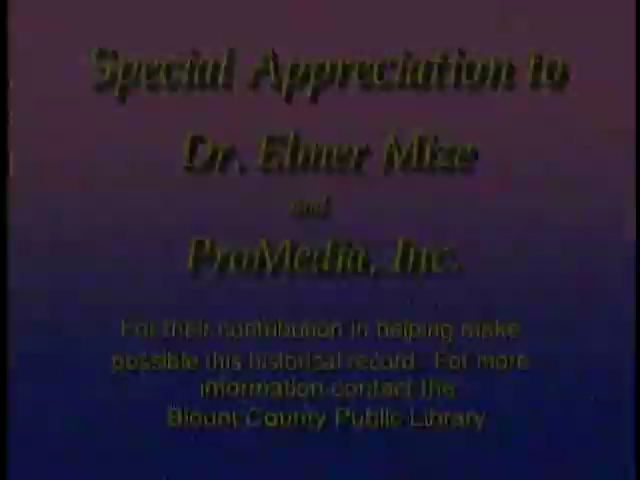 Special Appreciation to
Dr. Elmer Mize
and
ProMedia, Inc.
For their contribution in helping make
possible this historical record. For more
information contact the
Blount County Public Library